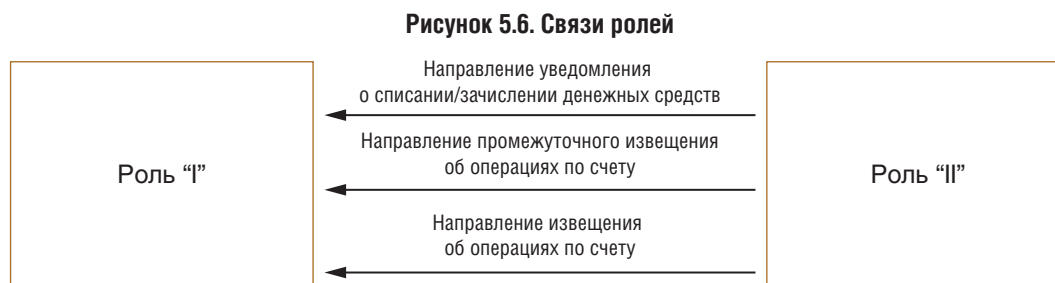 Рисунок 5.6. Связи ролей
Направление уведомления
о списании/зачислении денежных средств
Направление промежуточного извещения
об операциях по счету
Роль “I”
Роль “II”
Направление извещения
об операциях по счету